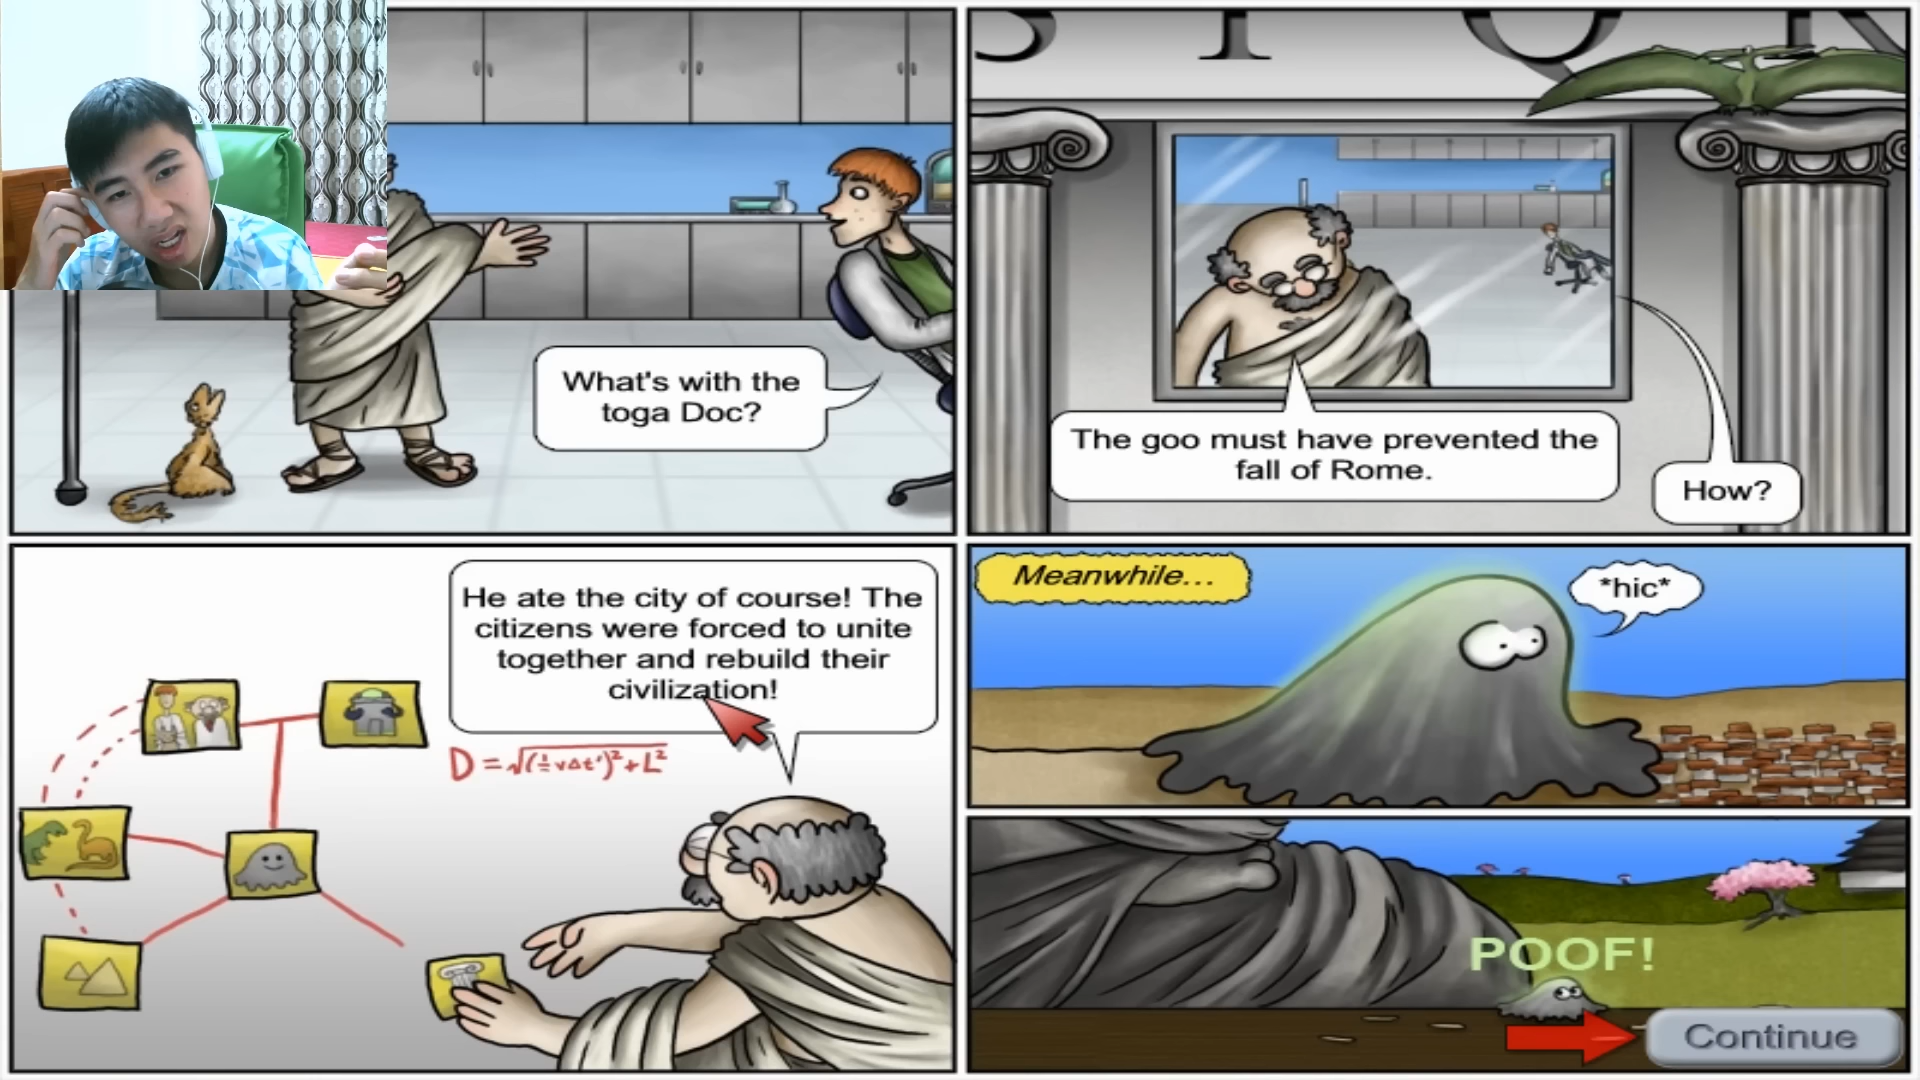 What's with the
toga Doc?
S T O R
The goo must have prevented the
fall of Rome.
How?
He ate the city of course! The
citizens were forced to unite
together and rebuild their
civilization!
Meanwhile...
*hic*
POOF!
Continue